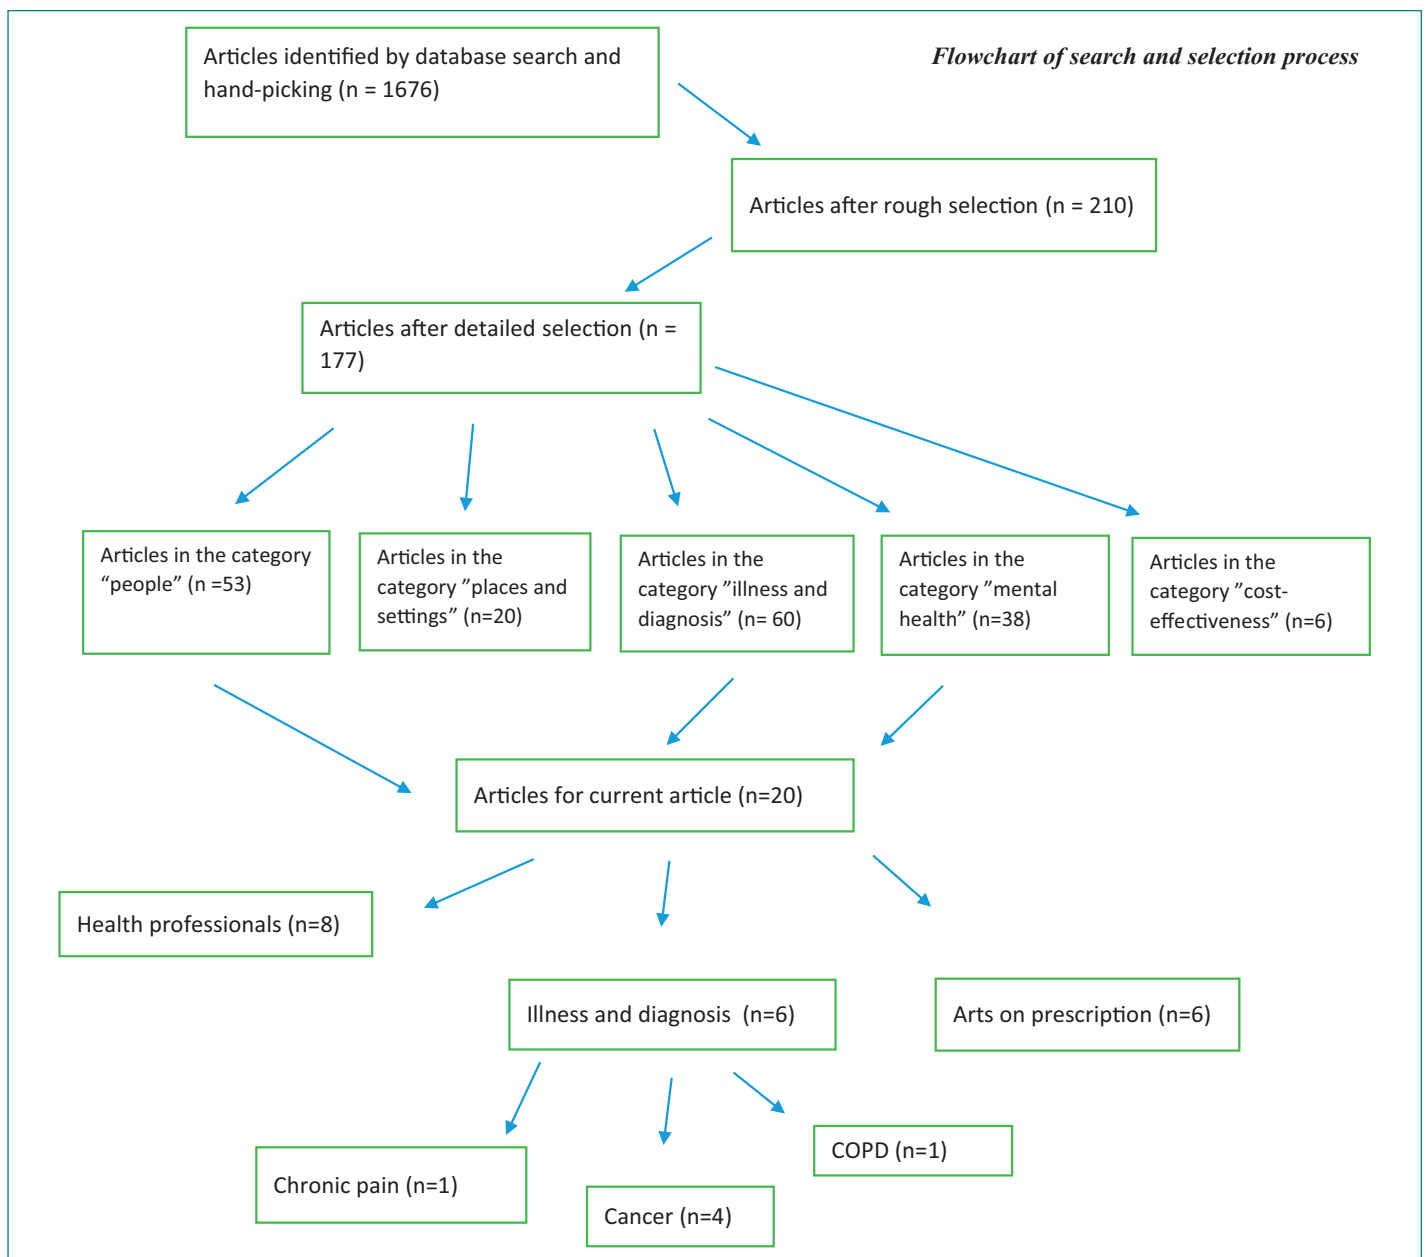 Flowchart of search and selection process
Articles identified by database search and
hand-picking (n = 1676)
Articles after rough selection (n = 210)
Articles after detailed selection (n =
177)
Articles in the category
“people” (n =53)
Articles in the
category ”places and
settings” (n=20)
Articles in the
category ”illness and
diagnosis” (n= 60)
Articles in the
category ”mental
health” (n=38)
Articles in the
category ”cost-
effectiveness” (n=6)
Articles for current article (n=20)
Health professionals (n=8)
Illness and diagnosis  (n=6)
Arts on prescription (n=6)
Chronic pain (n=1)
Cancer (n=4)
COPD (n=1)